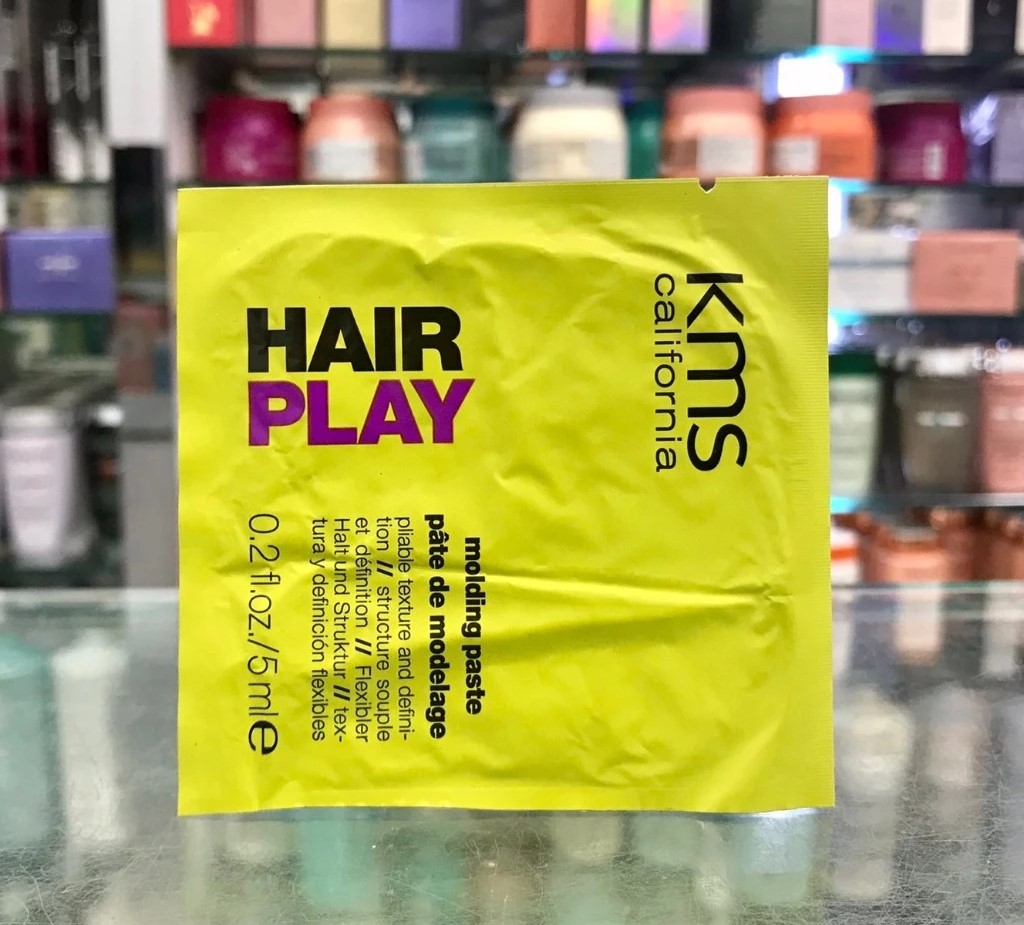 kms
california
HAIR
PLAY
molding paste
pâte de modelage
pliable texture and defini-
tion // structure souple
et définition // Flexibler
Halt und Struktur // tex-
tura y definición flexibles
0.2 fl.oz./5 ml e